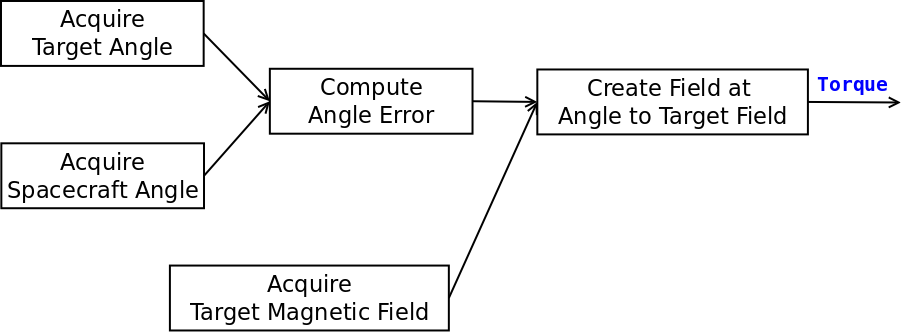 Acquire
Target Angle
Acquire
Spacecraft Angle
Compute
Angle Error
Acquire
Target Magnetic Field
Create Field at
Angle to Target Field
Torque